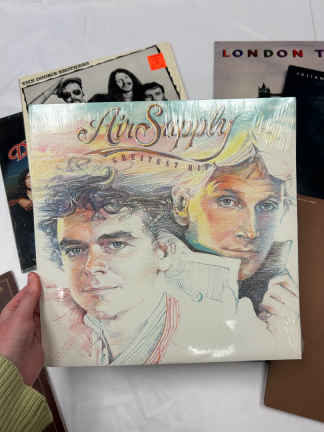 THE DOOBIE BROTHERS
LONDON T
Air Supply
GREATEST HITS